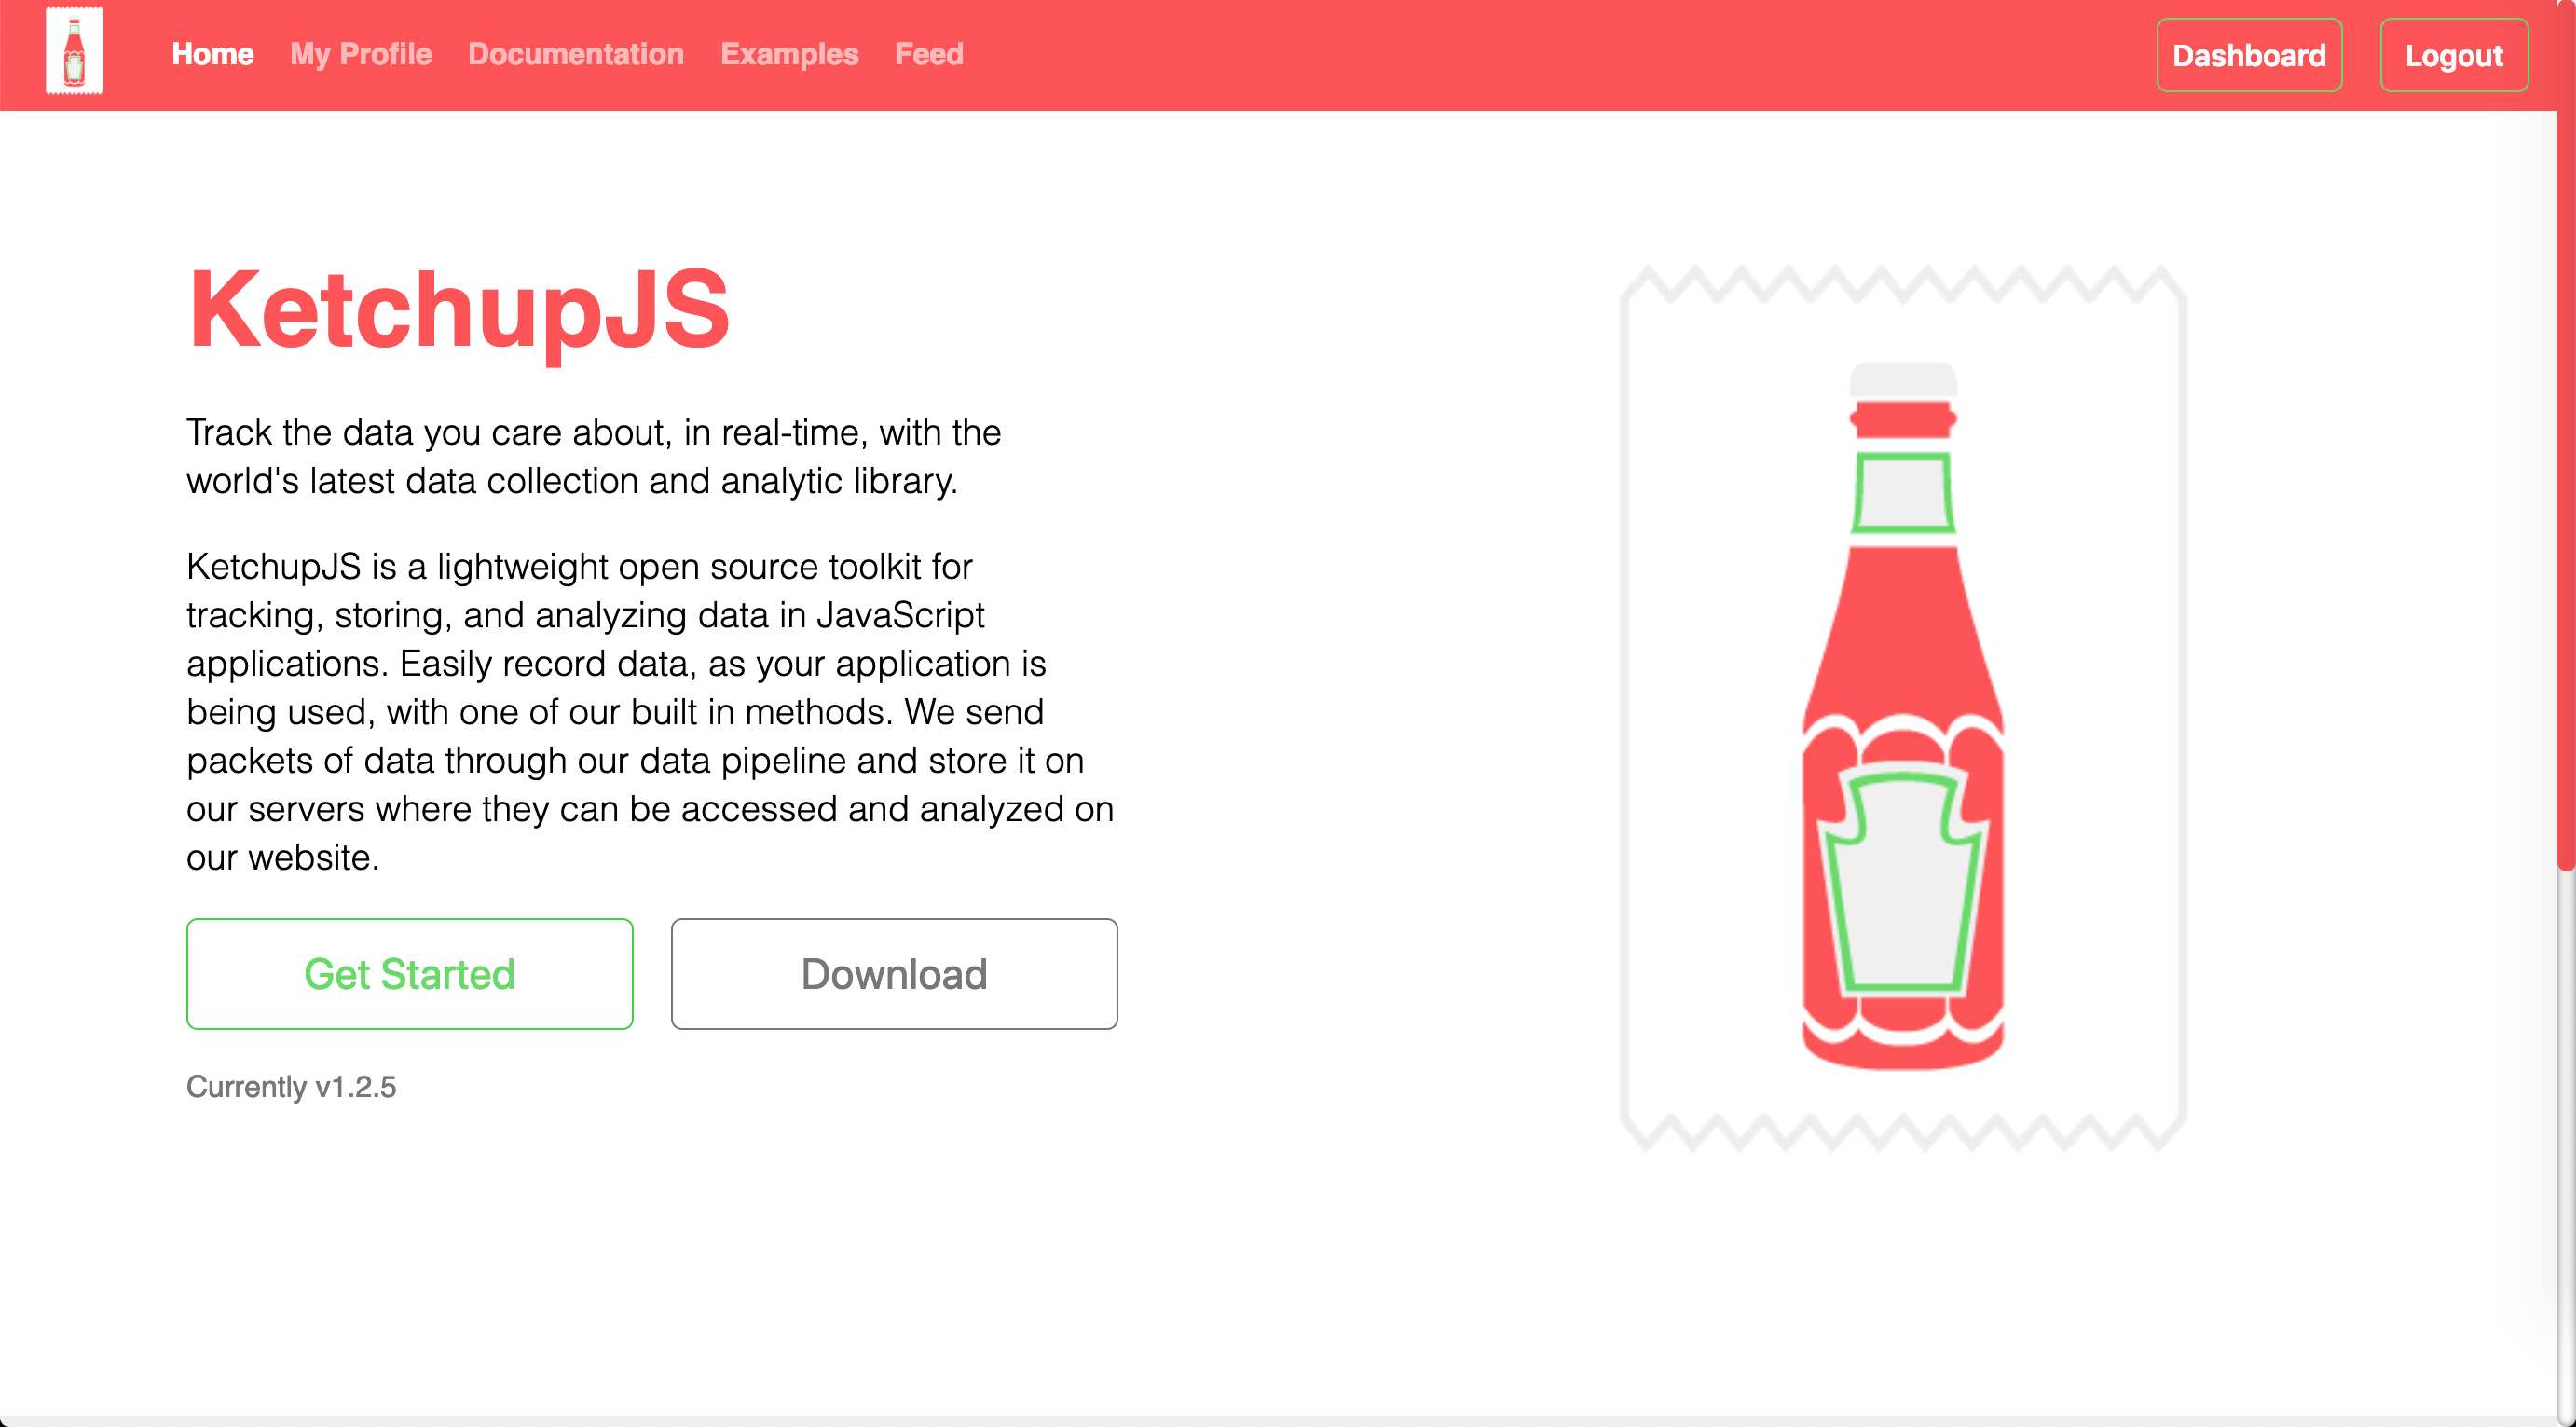 Home My Profile Documentation Examples Feed Dashboard Logout
KetchupJS
Track the data you care about, in real-time, with the
world's latest data collection and analytic library.
KetchupJS is a lightweight open source toolkit for
tracking, storing, and analyzing data in JavaScript
applications. Easily record data, as your application is
being used, with one of our built in methods. We send
packets of data through our data pipeline and store it on
our servers where they can be accessed and analyzed on
our website.
Get Started Download
Currently v1.2.5